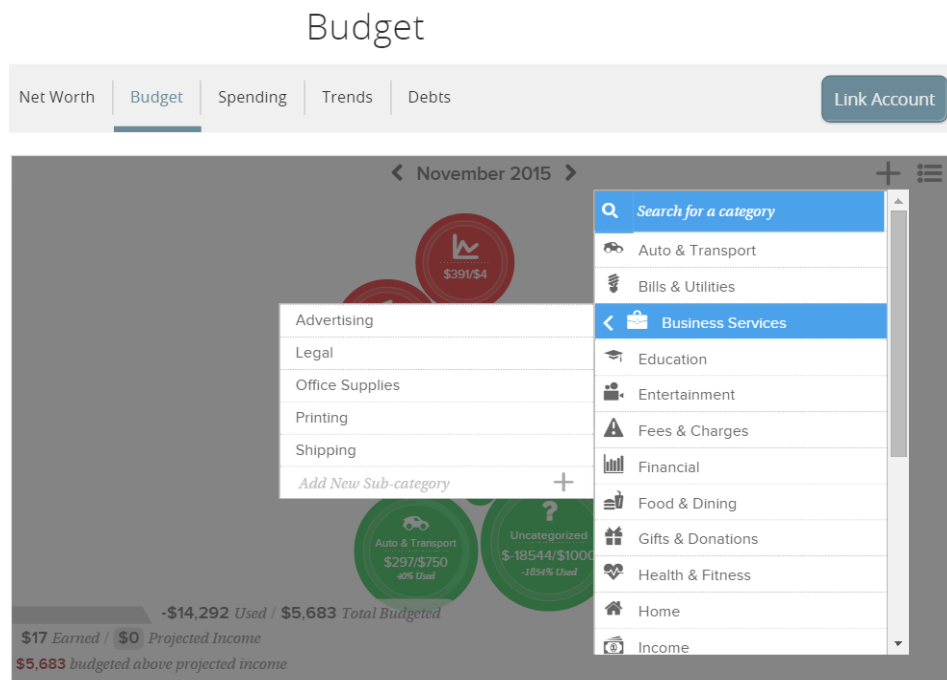 Budget
Net Worth Budget Spending Trends Debts Link Account
November 2015
Search for a category
$391/$4
Auto & Transport
Bills & Utilities
Business Services
Education
Entertainment
Fees & Charges
Financial
Food & Dining
Gifts & Donations
Health & Fitness
Home
Income
Advertising
Legal
Office Supplies
Printing
Shipping
Add New Sub-category
Auto & Transport
$297/$750
40% Used
Uncategorized
$-18544/$1000
-1854% Used
-$14,292 Used / $5,683 Total Budgeted
$17 Earned / $0 Projected Income
$5,683 budgeted above projected income